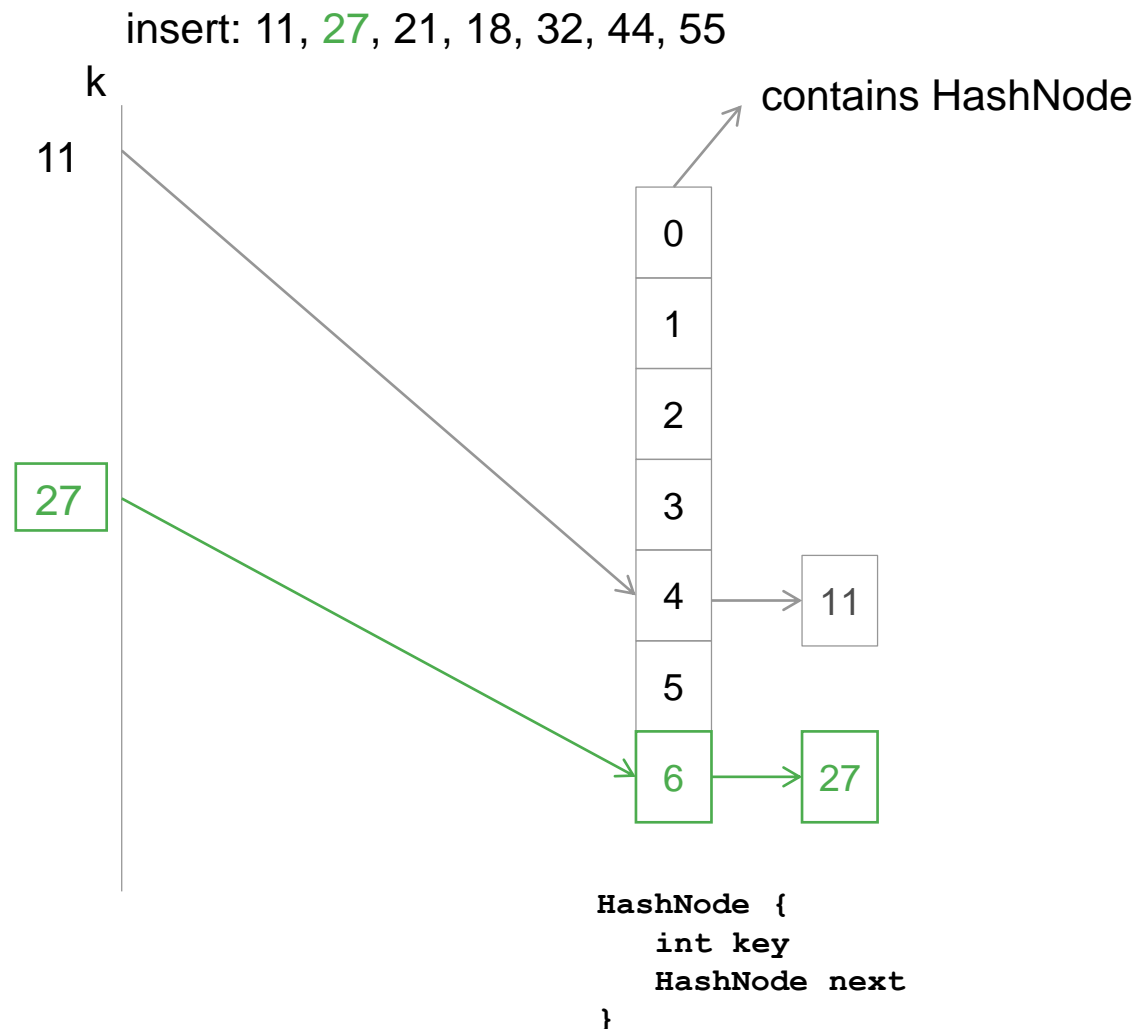 insert: 11, 27, 21, 18, 32, 44, 55
k
contains HashNode
11
0
1
2
27
3
4
11
5
6
27
HashNode {
int key
HashNode next
}